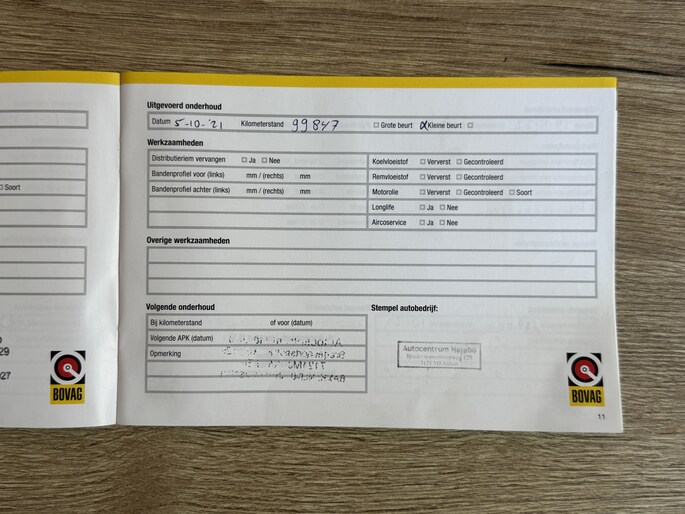 Uitgevoerd onderhoud
Datum 5-10-'21 Kilometerstand 99847 Grote beurt Kleine beurt
Werkzaamheden
Distributieriem vervangen Ja Nee
Bandenprofiel voor (links) mm / (rechts) mm
Bandenprofiel achter (links) mm / (rechts) mm
Koelvloeistof Ververst Gecontroleerd
Remvloeistof Ververst Gecontroleerd
Motorolie Ververst Gecontroleerd Soort
Longlife Ja Nee
Aircoservice Ja Nee
Overige werkzaamheden
Volgende onderhoud
Bij kilometerstand of voor (datum)
Volgende APK (datum)
Opmerking
Stempel autobedrijf:
Autocentrum
BOVAG
11
Soort
29
027
BOVAG